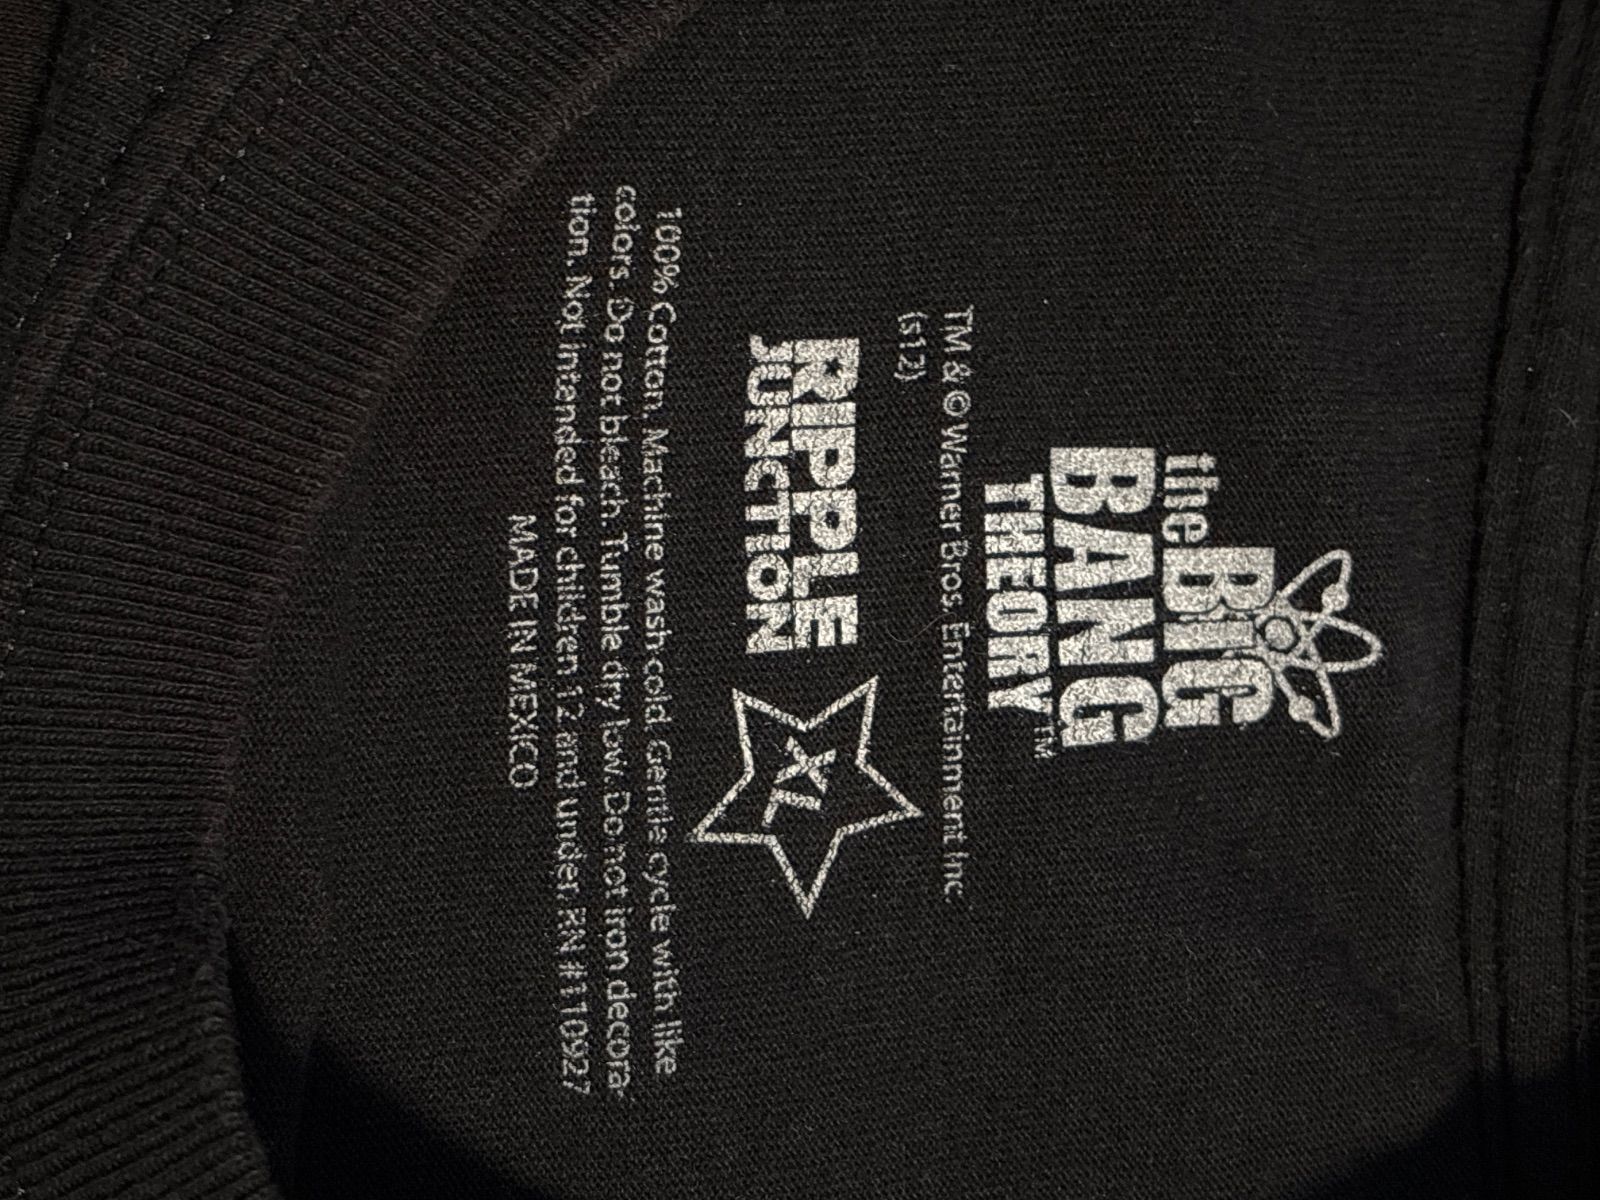 the BIG
BANG
THEORY™
TM & © Warner Bros. Entertainment Inc.
(s12)
RIPPLE
JUNCTION
XL
100% Cotton. Machine wash cold. Gentle cycle with like
colors. Do not bleach. Tumble dry low. Do not iron decora-
tion. Not intended for children 12 and under. RN #110927
MADE IN MEXICO